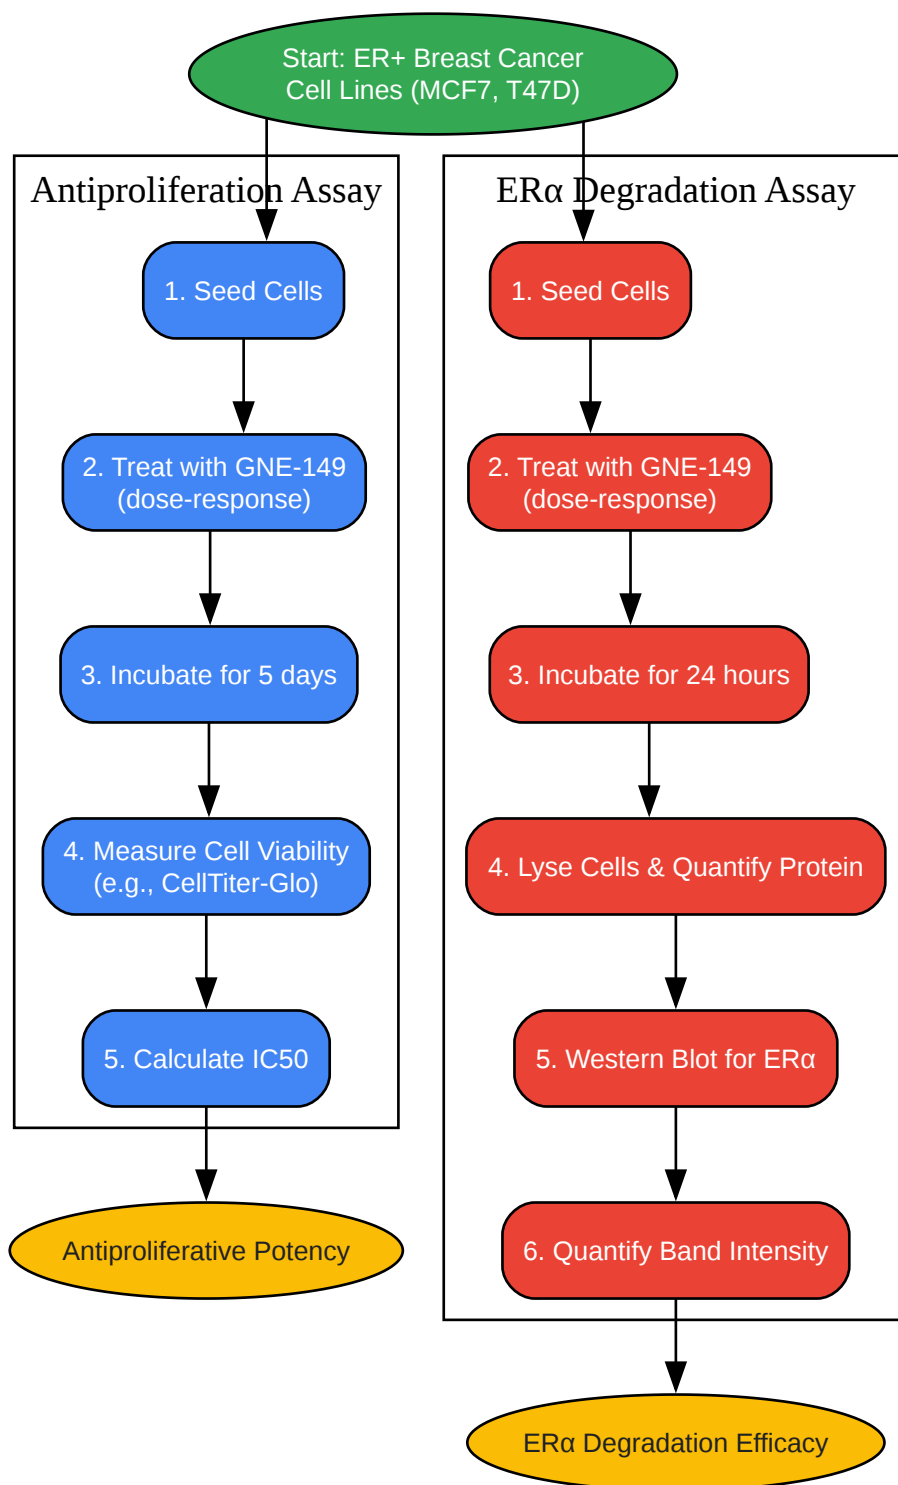 Start: ER+ Breast Cancer
Cell Lines (MCF7, T47D)
Antiproliferation Assay
1. Seed Cells
2. Treat with GNE-149
(dose-response)
3. Incubate for 5 days
4. Measure Cell Viability
(e.g., CellTiter-Glo)
5. Calculate IC50
Antiproliferative Potency
ERα Degradation Assay
1. Seed Cells
2. Treat with GNE-149
(dose-response)
3. Incubate for 24 hours
4. Lyse Cells & Quantify Protein
5. Western Blot for ERα
6. Quantify Band Intensity
ERα Degradation Efficacy